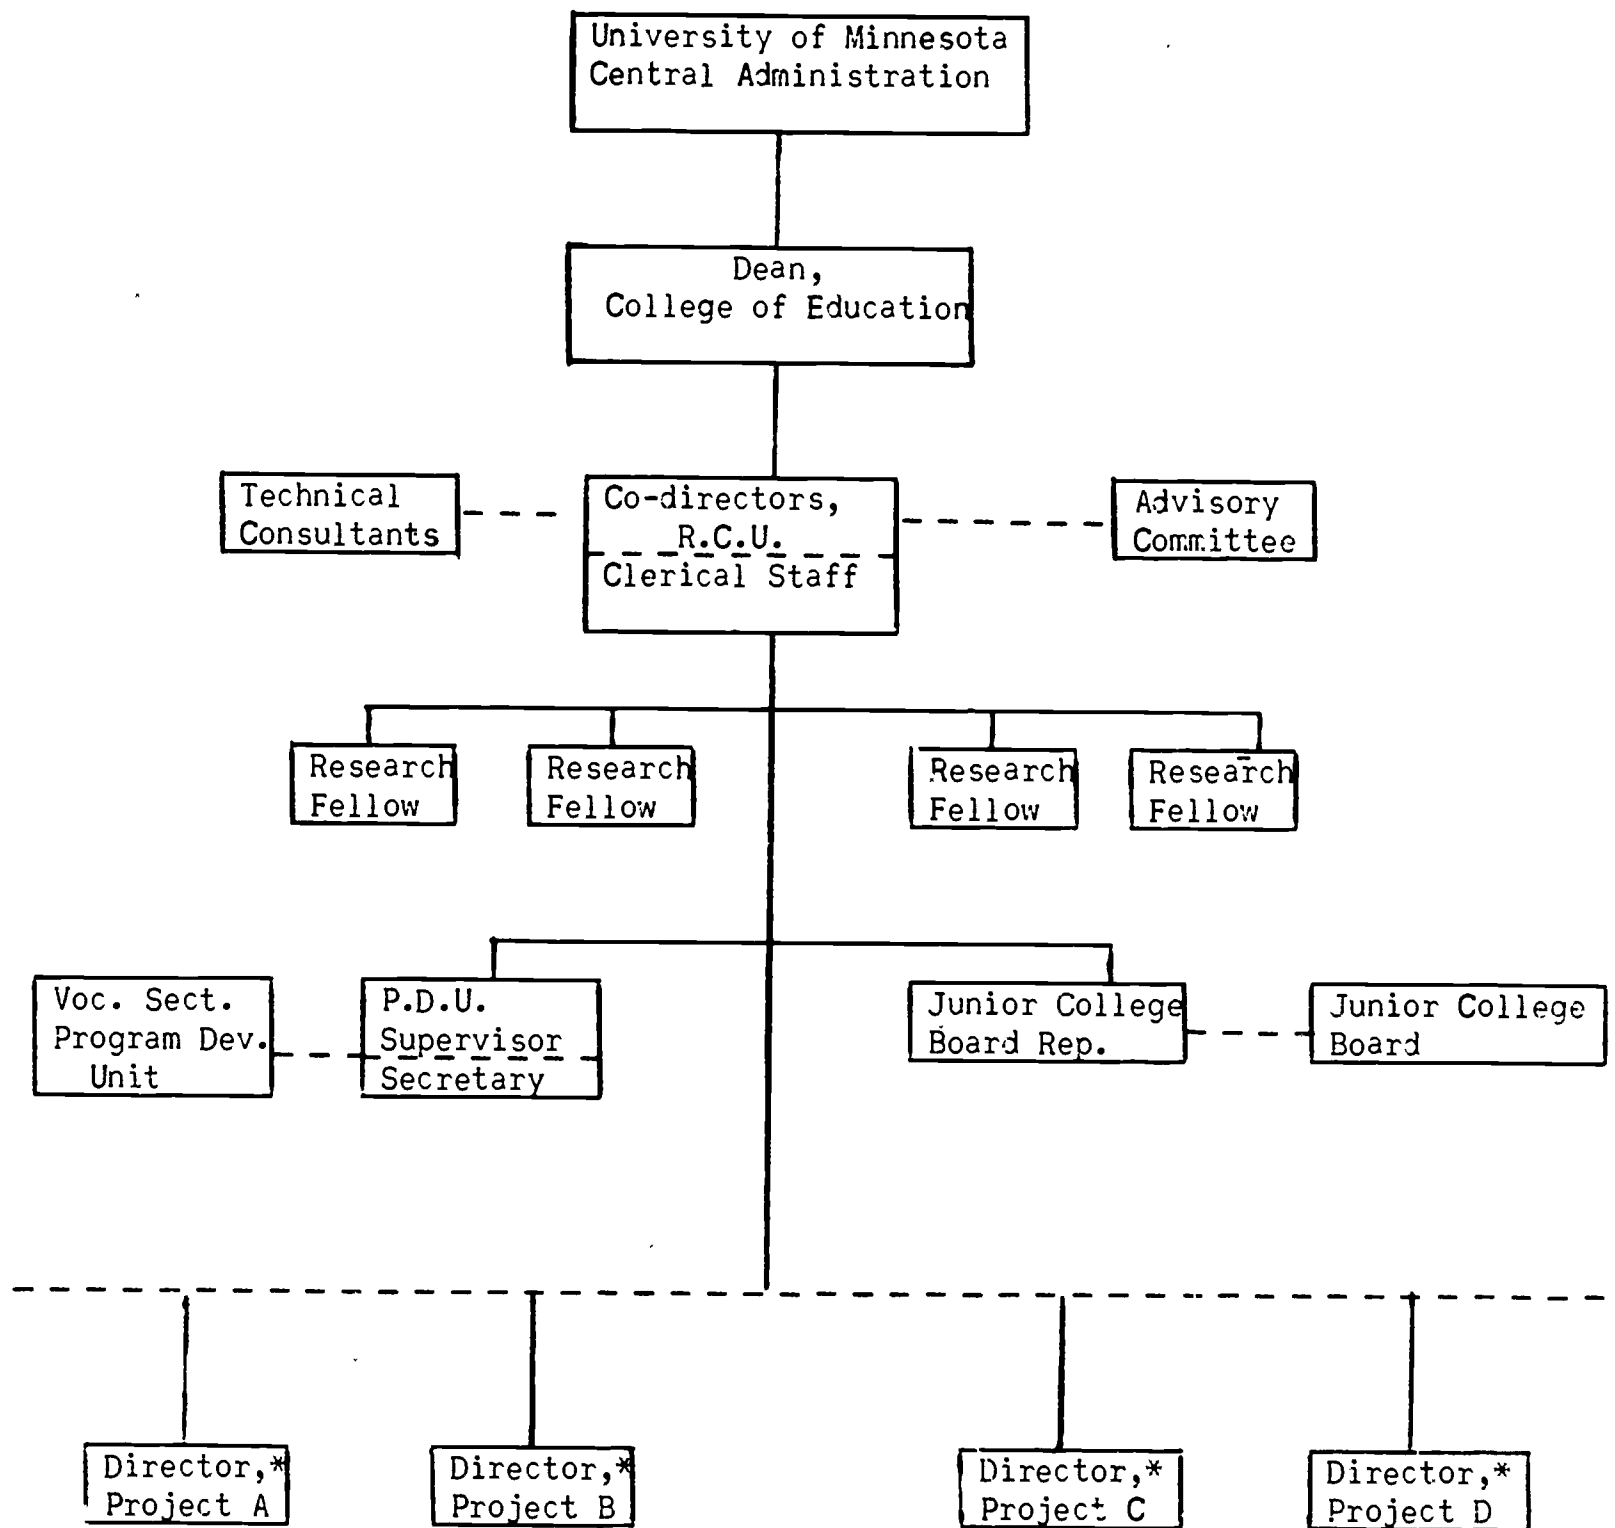 University of Minnesota
Central Administration
Dean,
College of Education
Technical
Consultants
Co-directors,
R.C.U.
Clerical Staff
Advisory
Committee
Research
Fellow
Research
Fellow
Research
Fellow
Research
Fellow
Voc. Sect.
Program Dev.
Unit
P.D.U.
Supervisor
Secretary
Junior College
Board Rep.
Junior College
Board
Director,*
Project A
Director,*
Project B
Director,*
Project C
Director,*
Project D